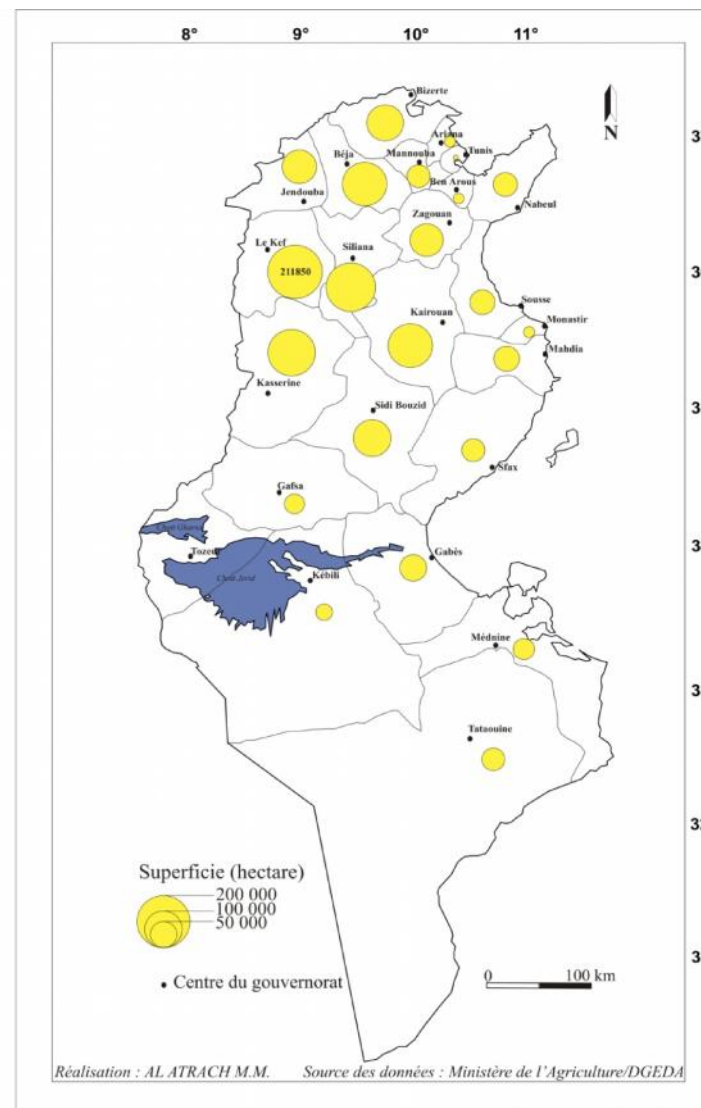 8° 9° 10° 11°
Bizerte
N
Ariana
Tunis
Béja
Mannouba
Ben Arous
Jendouba
Nabeul
Zagouan
Le Kef
Siliana
211850
Sousse
Kairouan
Monastir
Mahdia
Kasserine
Sidi Bouzid
Sfax
Gafsa
Chott Gharsa
Tozeur
Gabès
Chott Jerid
Kébili
Médnine
Tataouine
Superficie (hectare)
200 000
100 000
50 000
Centre du gouvernorat
0 100 km
Réalisation : AL ATRACH M.M. Source des données : Ministère de l'Agriculture/DGEDA